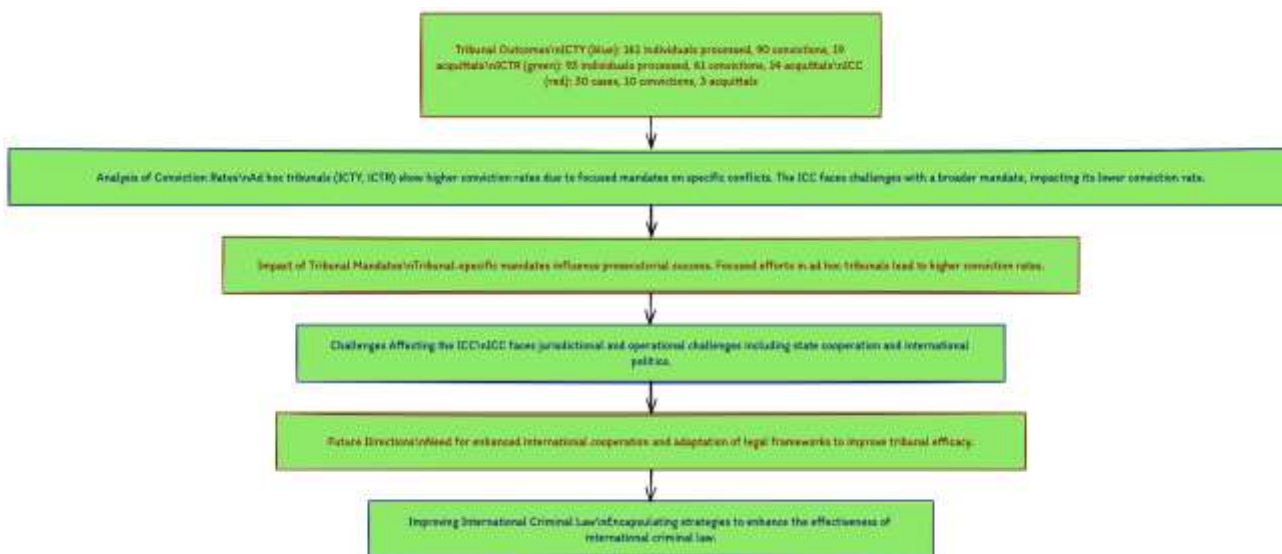 Tribunal Outcomes\nICTY (blue): 161 individuals processed, 90 convictions, 19
acquittals\nICTR (green): 93 individuals processed, 61 convictions, 14 acquittals\nICC
(red): 30 cases, 10 convictions, 3 acquittals
Analysis of Conviction Rates\nAd hoc tribunals (ICTY, ICTR) show higher conviction rates due to focused mandates on specific conflicts. The ICC faces challenges with a broader mandate, impacting its lower conviction rate.
Impact of Tribunal Mandates\nTribunal-specific mandates influence prosecutorial success. Focused efforts in ad hoc tribunals lead to higher conviction rates.
Challenges Affecting the ICC\nICC faces jurisdictional and operational challenges including state cooperation and international
politics.
Future Directions\nNeed for enhanced international cooperation and adaptation of legal frameworks to improve tribunal efficacy.
Improving International Criminal Law\nEncapsulating strategies to enhance the effectiveness of
international criminal law.